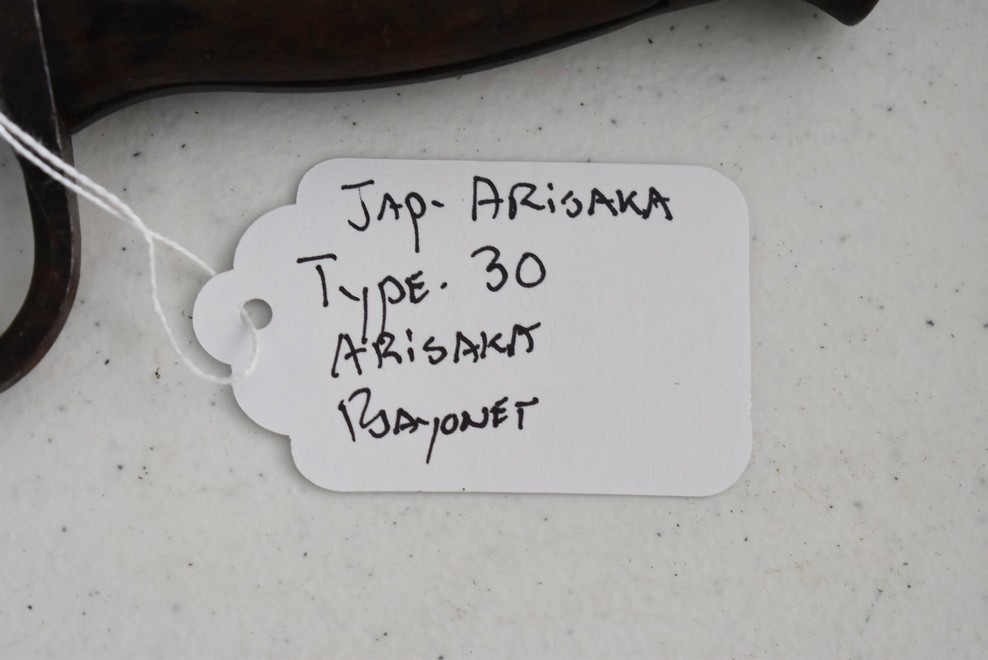 JAP- ARiSAKA
TypE. 30
ARiSAKA
BAyONET